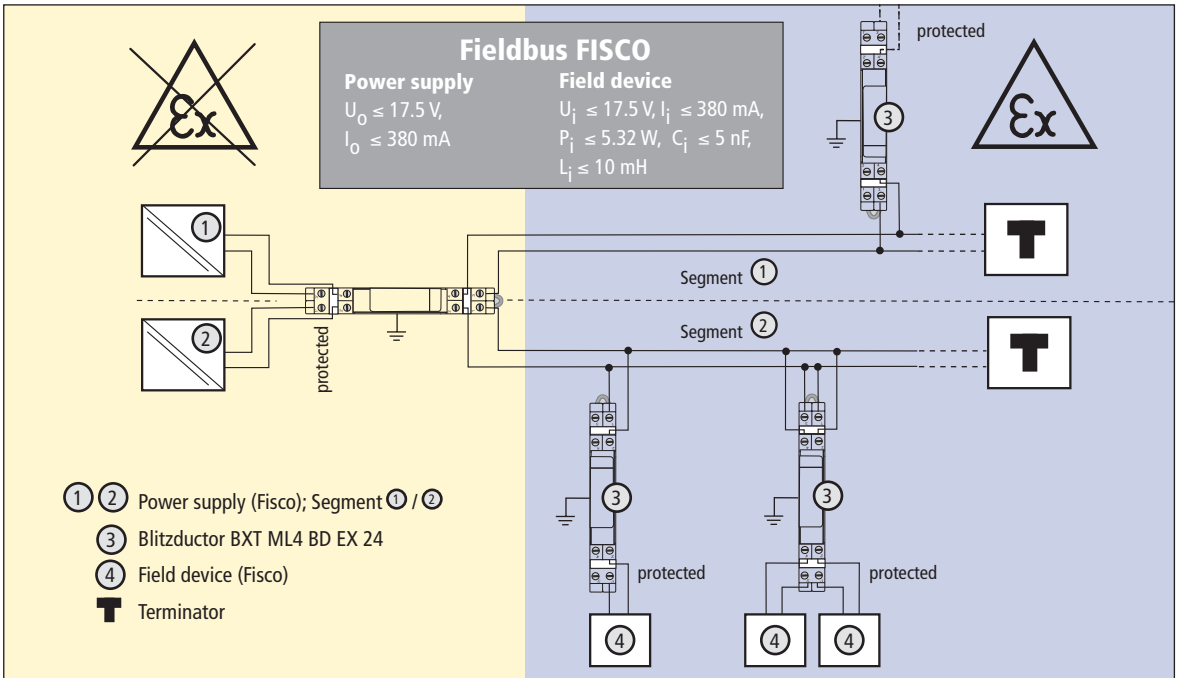 Fieldbus FISCO
Power supply
Uo ≤ 17.5 V,
Io ≤ 380 mA
Field device
Ui ≤ 17.5 V, Ii ≤ 380 mA,
Pi ≤ 5.32 W, Ci ≤ 5 nF,
Li ≤ 10 mH
Ex
Ex
protected
3
1
T
Segment 1
2
protected
Segment 2
T
3
3
protected
protected
4
4
4
1 2 Power supply (Fisco); Segment 1 / 2
3 Blitzductor BXT ML4 BD EX 24
4 Field device (Fisco)
T Terminator